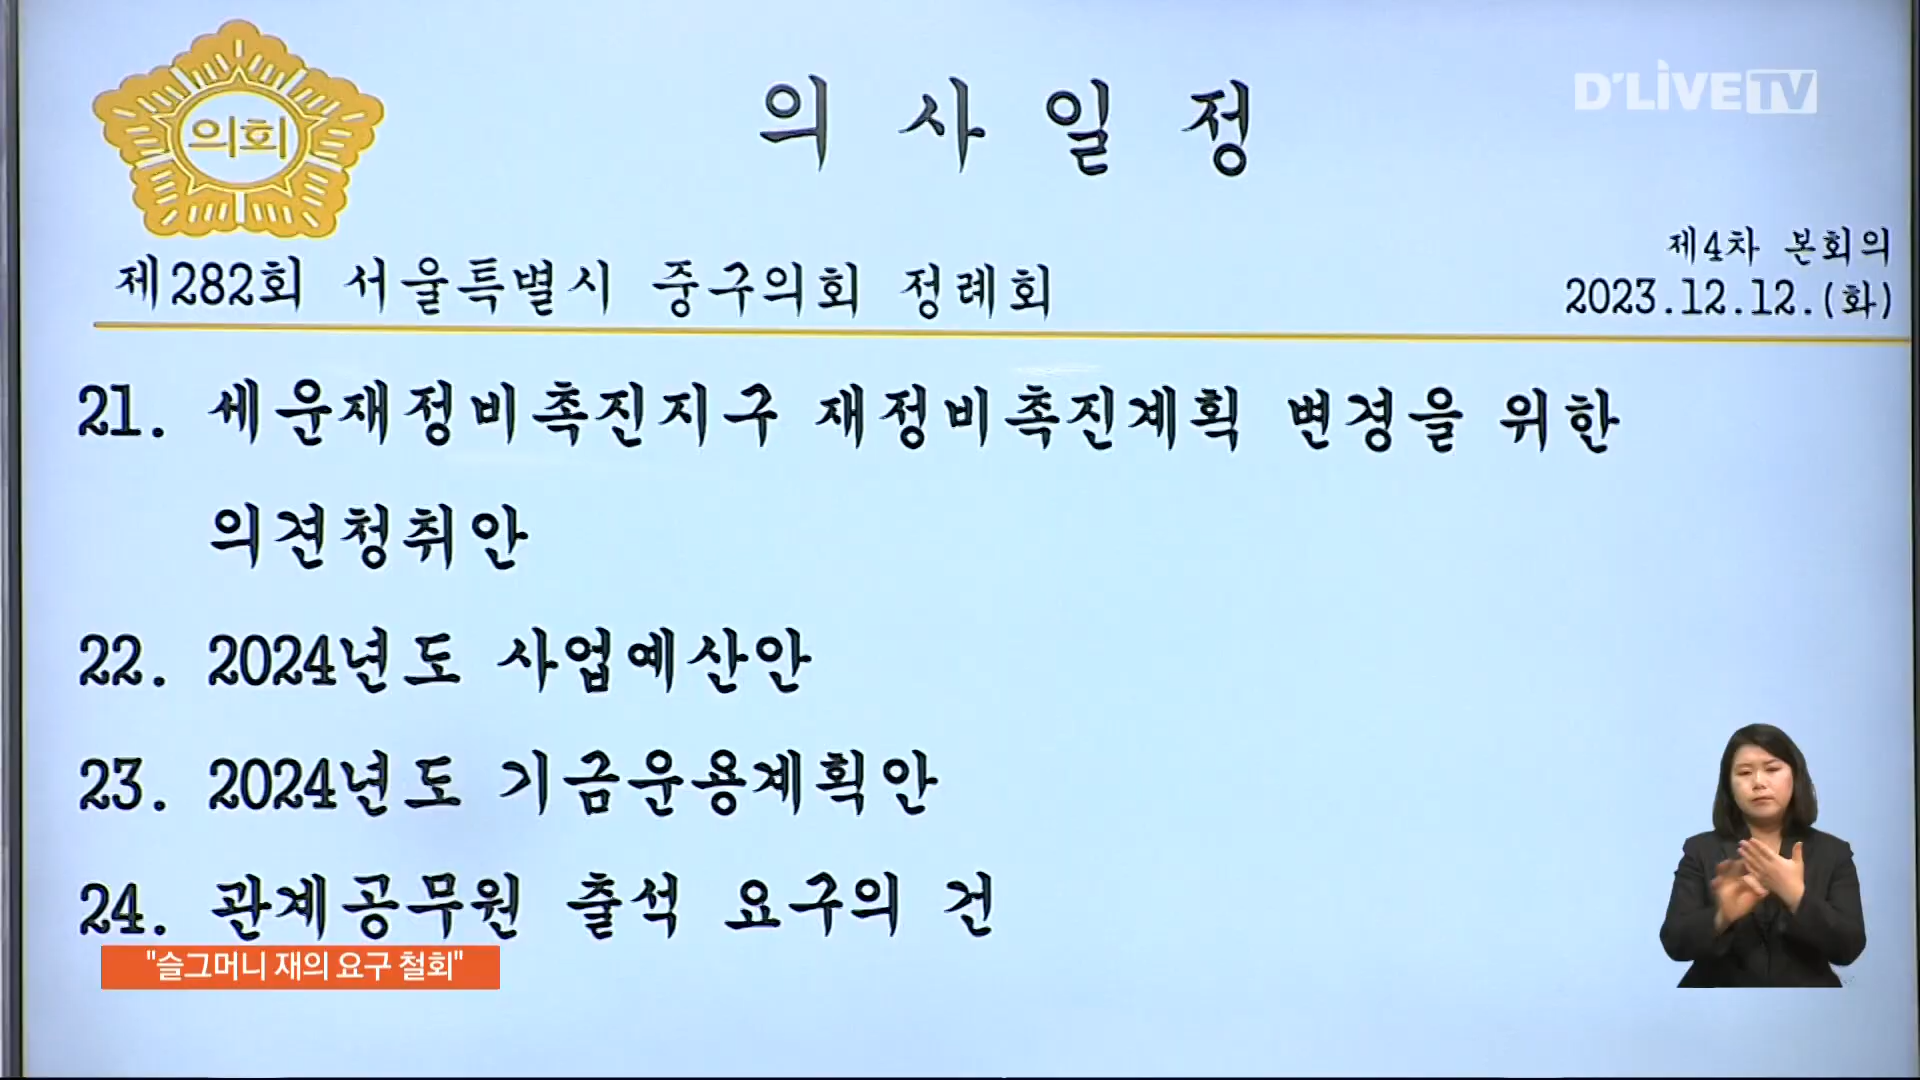 의회
의 사 일 정
D'LIVE TV
제4차 본회의
제282회 서울특별시 중구의회 정례회
2023.12.12.(화)
21. 세운재정비촉진지구 재정비촉진계획 변경을 위한
의견청취안
22. 2024년도 사업예산안
23. 2024년도 기금운용계획안
24. 관계공무원 출석 요구의 건
"슬그머니 재의 요구 철회"